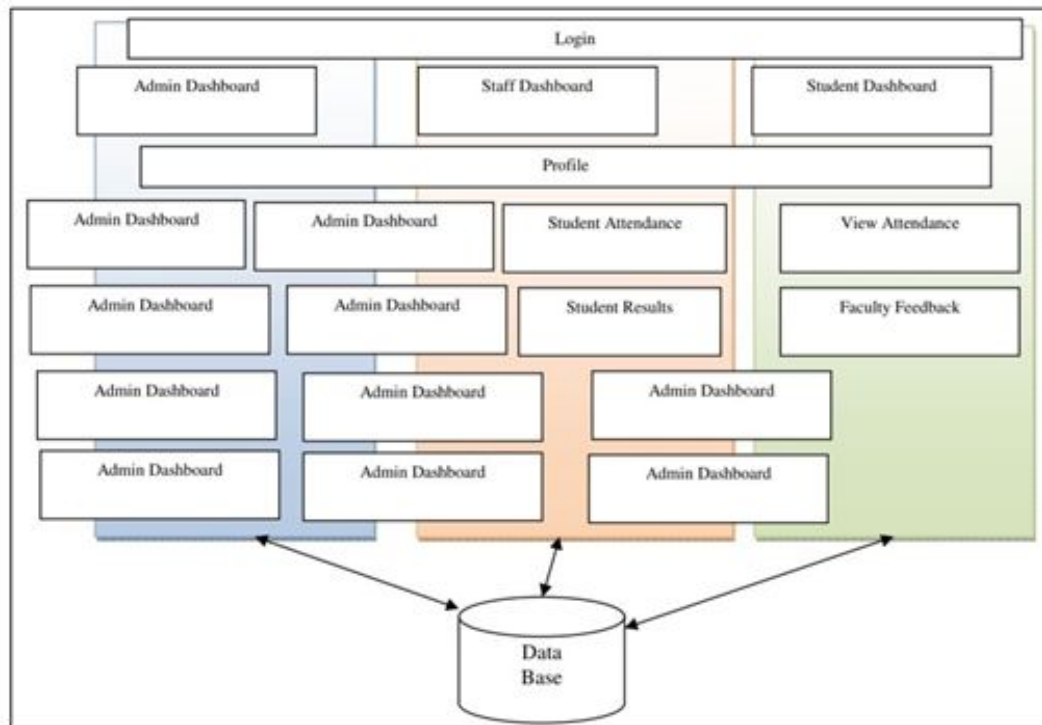 Login
Admin Dashboard
Staff Dashboard
Student Dashboard
Profile
Admin Dashboard
Admin Dashboard
Student Attendance
View Attendance
Admin Dashboard
Admin Dashboard
Student Results
Faculty Feedback
Admin Dashboard
Admin Dashboard
Admin Dashboard
Admin Dashboard
Admin Dashboard
Admin Dashboard
Data
Base